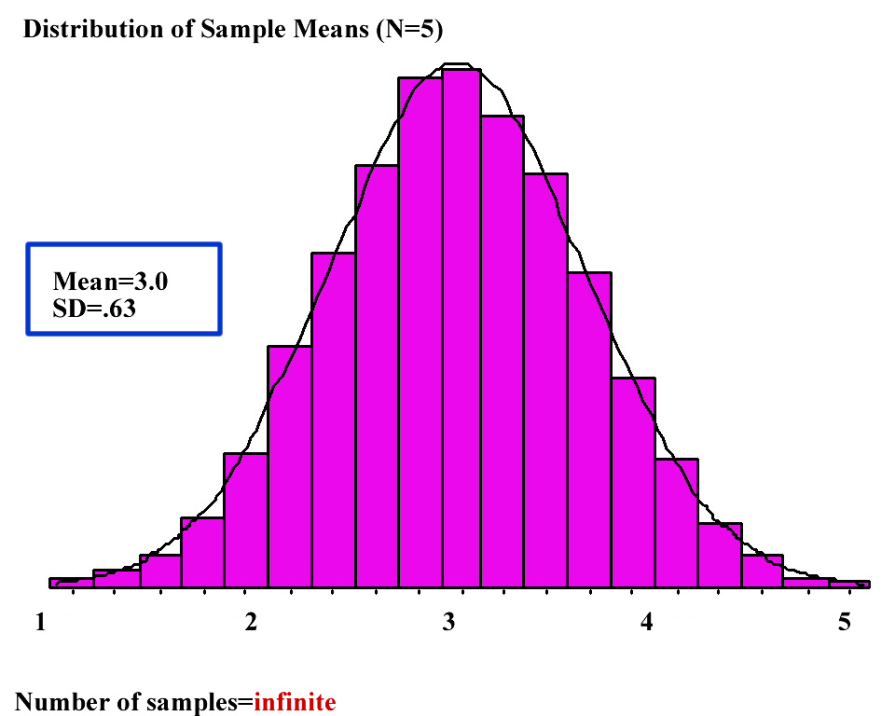 Distribution of Sample Means (N=5)
Mean=3.0
SD=.63
1 2 3 4 5
Number of samples=infinite